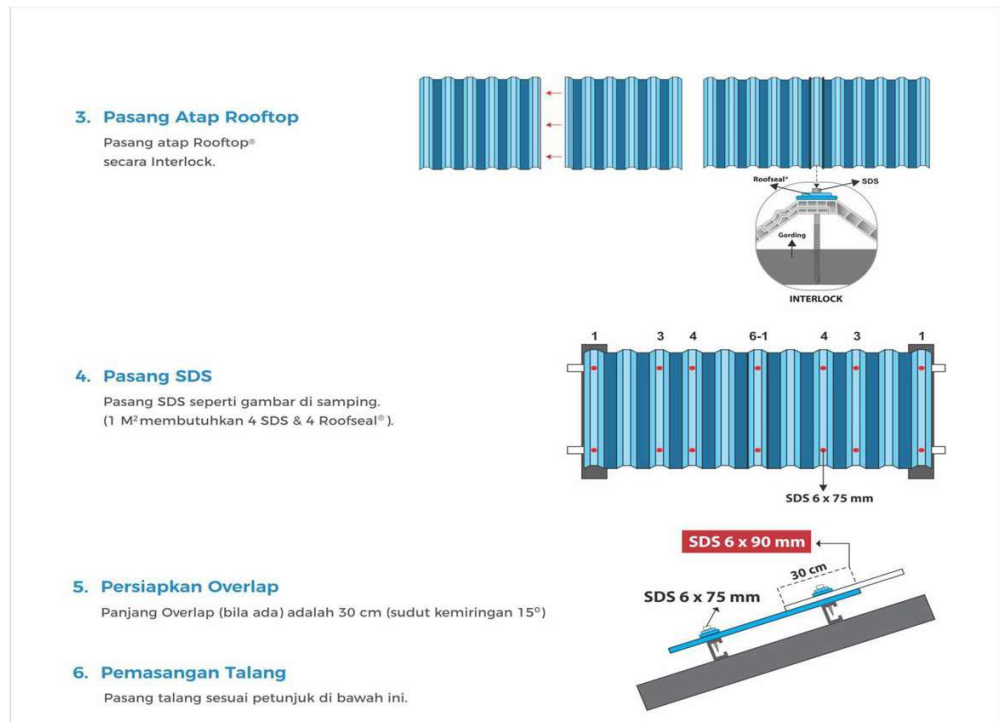 3. Pasang Atap Rooftop
Pasang atap Rooftop®
secara Interlock.
Roofseal®
SDS
Gording
INTERLOCK
4. Pasang SDS
Pasang SDS seperti gambar di samping.
(1 M² membutuhkan 4 SDS & 4 Roofseal®).
1 3 4 6-1 4 3 1
SDS 6 x 75 mm
5. Persiapkan Overlap
Panjang Overlap (bila ada) adalah 30 cm (sudut kemiringan 15º)
SDS 6 x 90 mm
30 cm
SDS 6 x 75 mm
6. Pemasangan Talang
Pasang talang sesuai petunjuk di bawah ini.